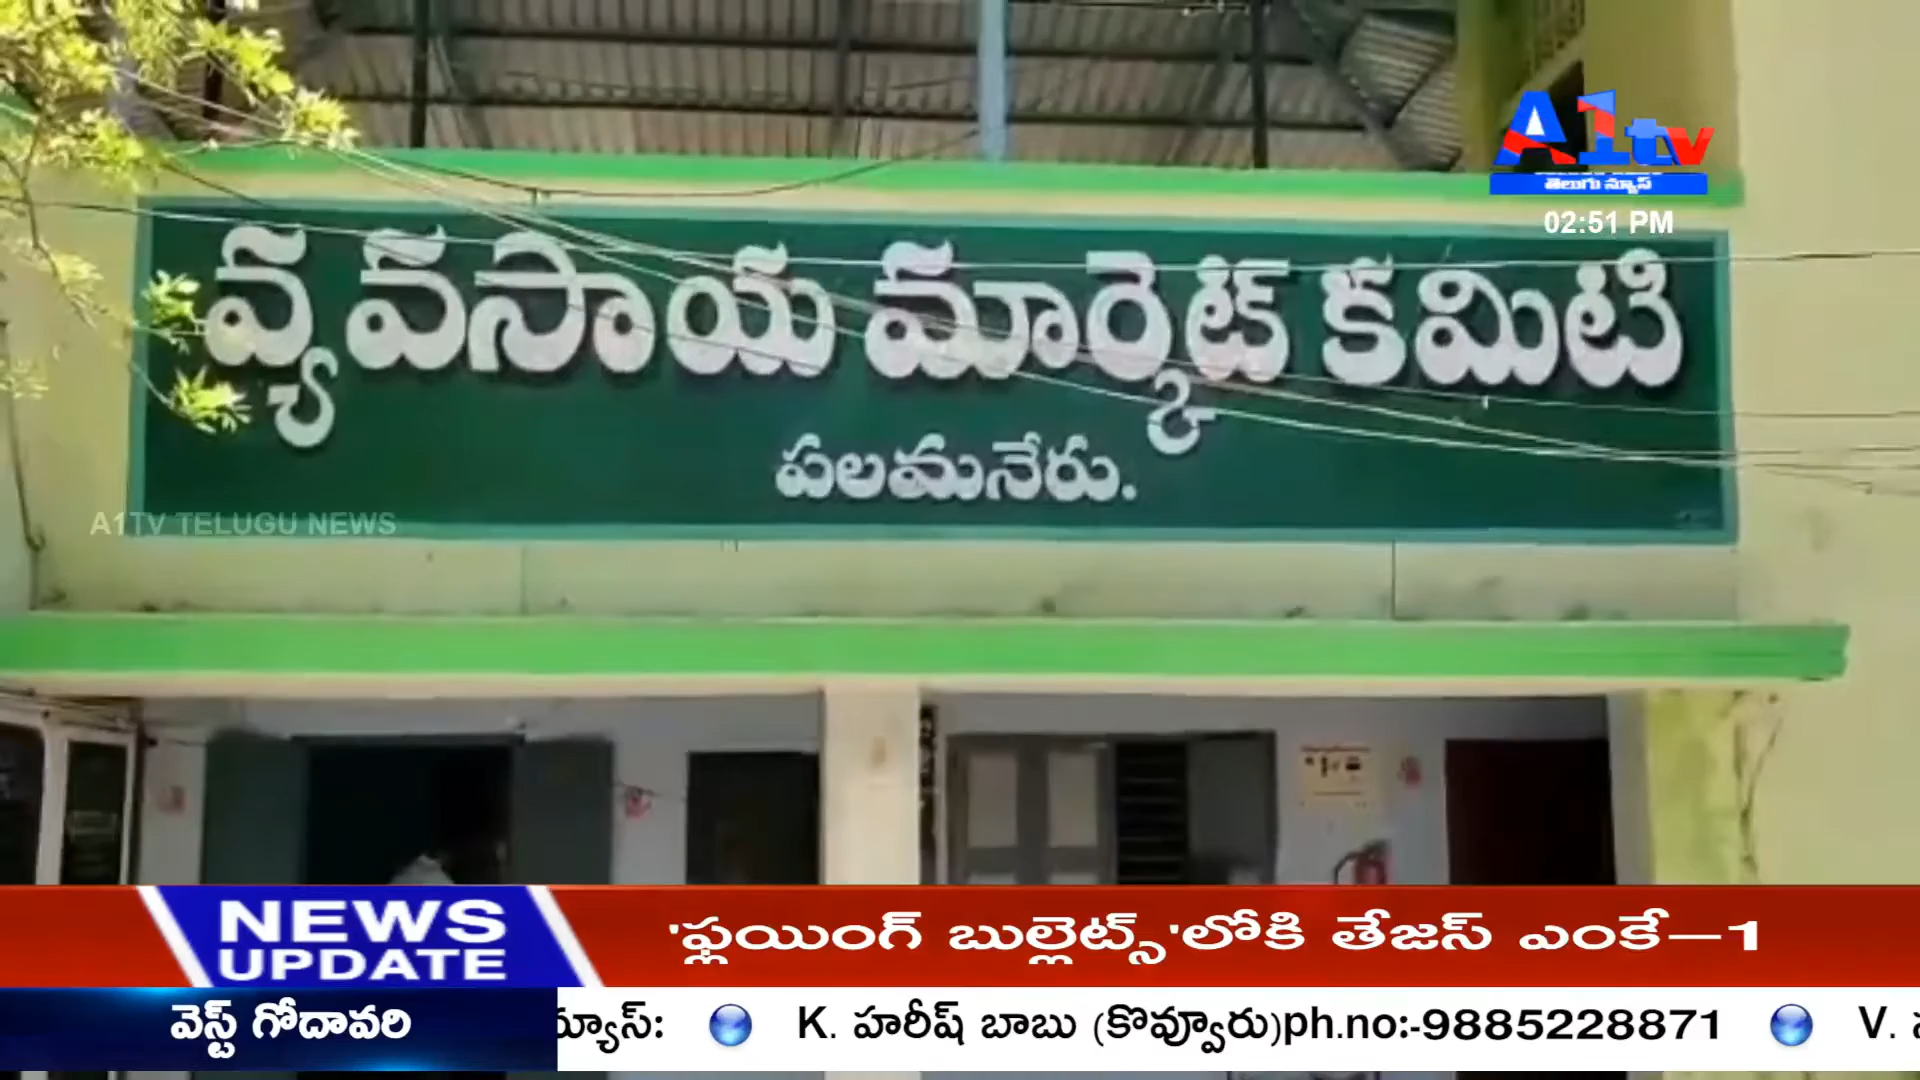 A1tv
తెలుగు న్యూస్
02:51 PM
వ్యవసాయ మార్కెట్ కమిటి
పలమనేరు.
A1TV TELUGU NEWS
NEWS UPDATE
'ఫ్లయింగ్ బుల్లెట్స్'లోకి తేజస్ ఎంకే–1
వెస్ట్ గోదావరి
K. హరీష్ బాబు (కొవ్వూరు)ph.no:-9885228871
V.